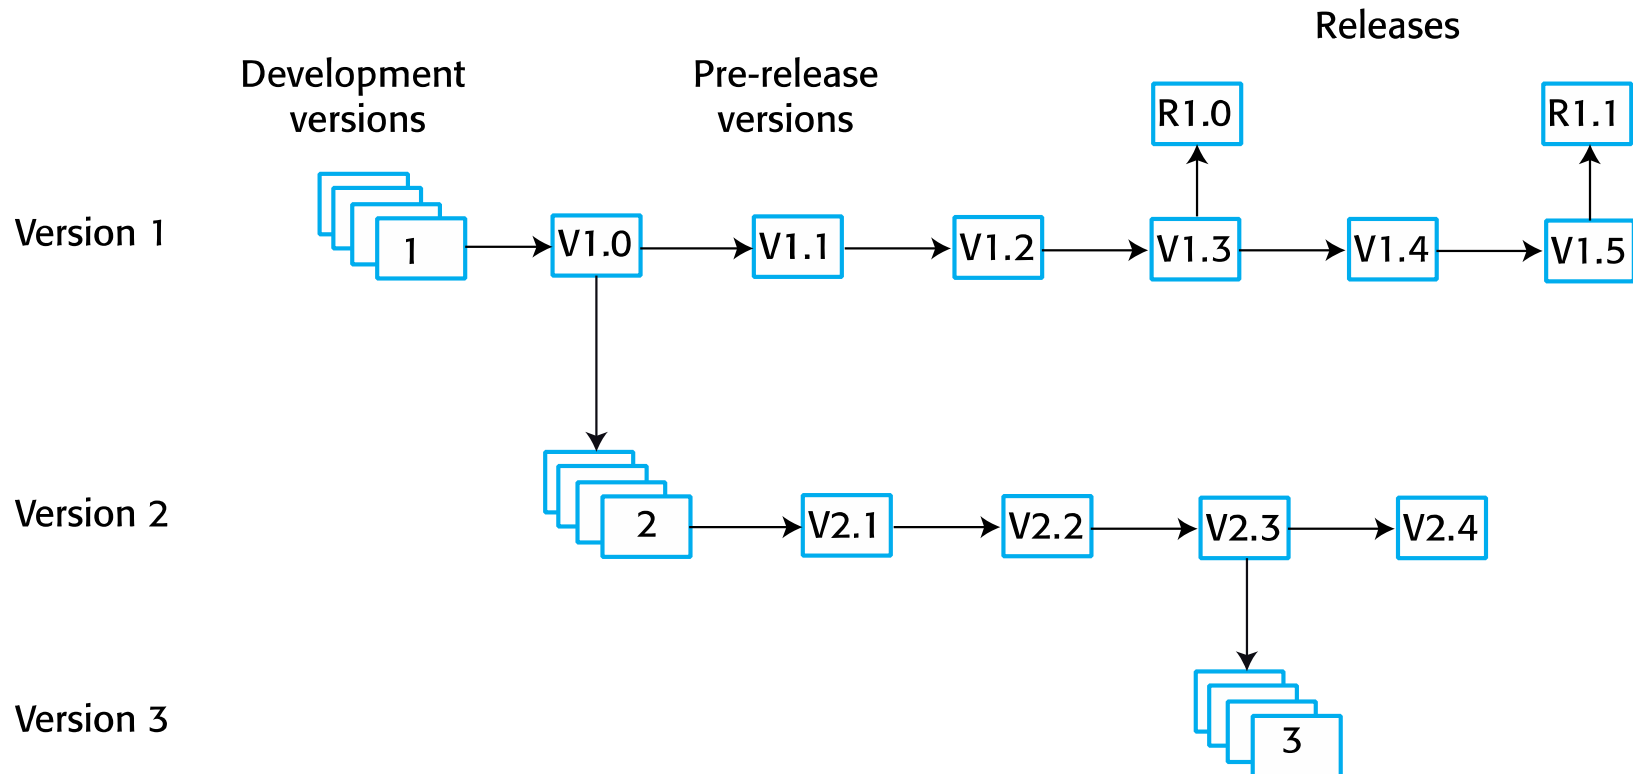 Releases
Development
versions
Pre-release
versions
R1.0
R1.1
Version 1
1
V1.0
V1.1
V1.2
V1.3
V1.4
V1.5
Version 2
2
V2.1
V2.2
V2.3
V2.4
Version 3
3